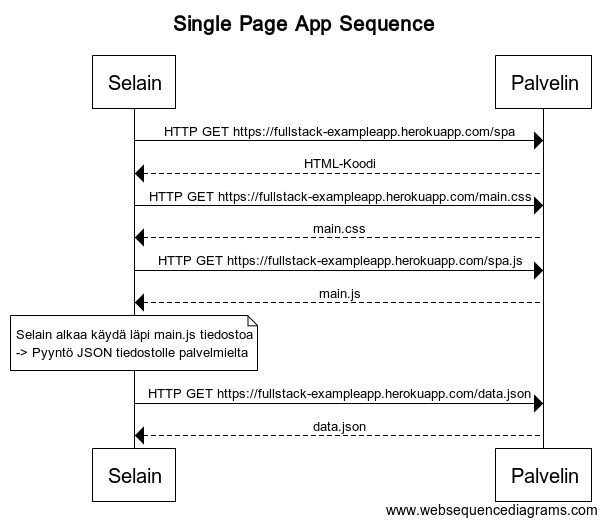 Single Page App Sequence
Selain
Palvelin
HTTP GET https://fullstack-exampleapp.herokuapp.com/spa
HTML-Koodi
HTTP GET https://fullstack-exampleapp.herokuapp.com/main.css
main.css
HTTP GET https://fullstack-exampleapp.herokuapp.com/spa.js
main.js
Selain alkaa käydä läpi main.js tiedostoa
-> Pyyntö JSON tiedostolle palvelmielta
HTTP GET https://fullstack-exampleapp.herokuapp.com/data.json
data.json
Selain
Palvelin
www.websequencediagrams.com